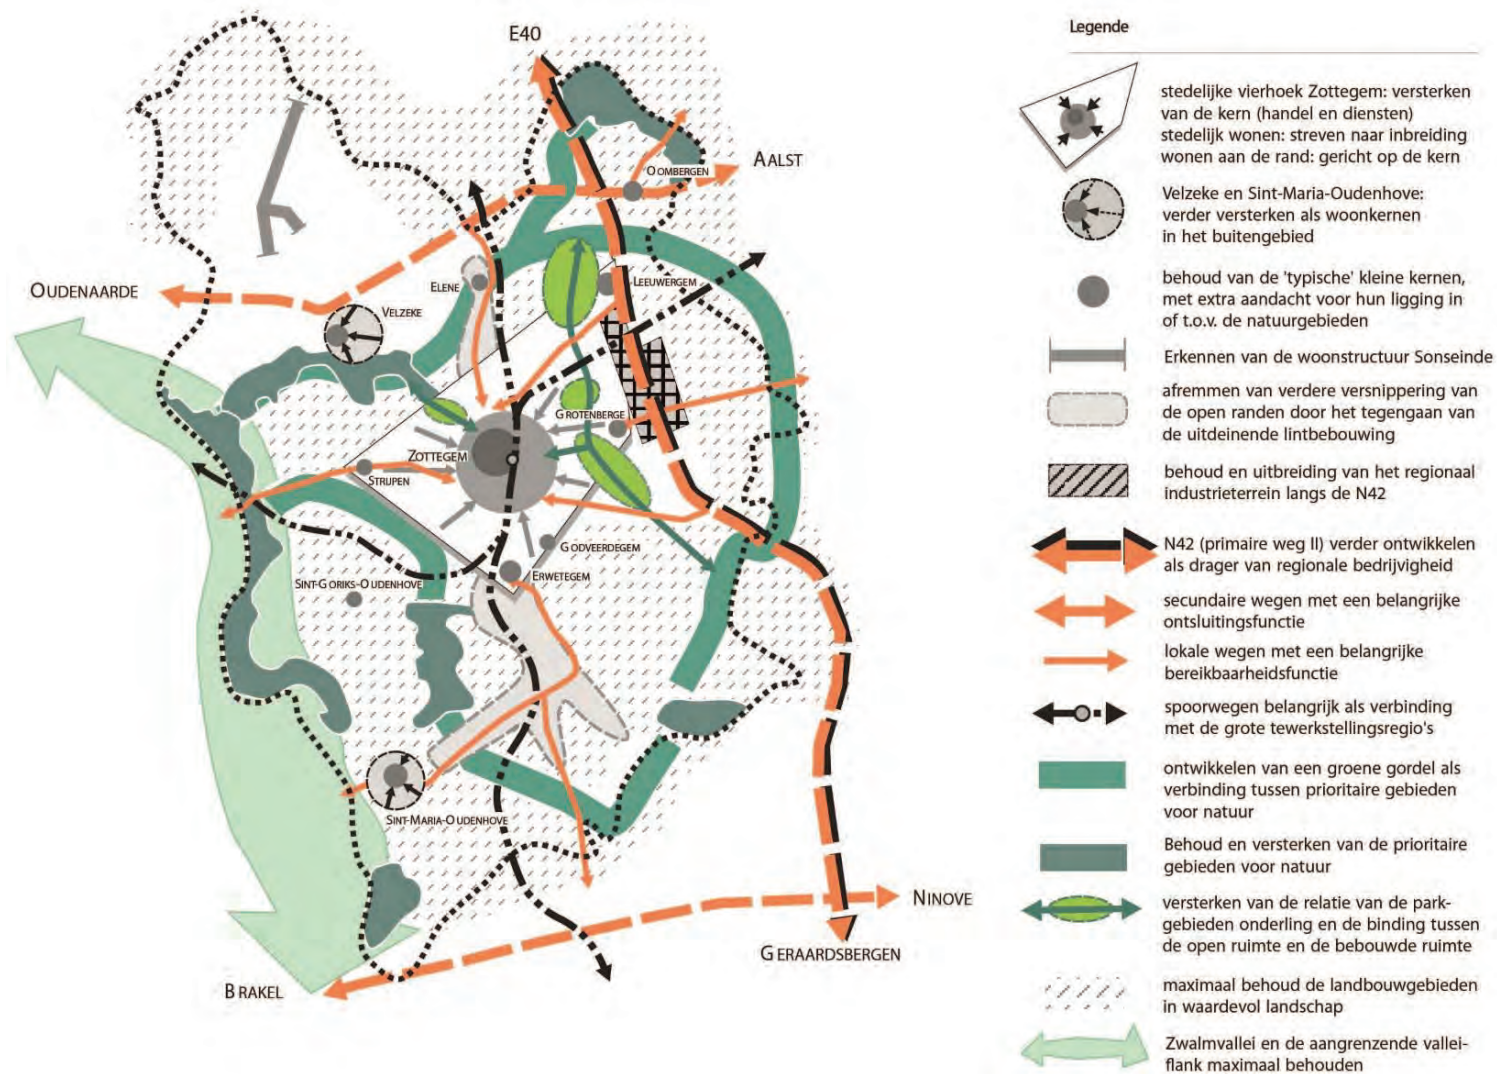 E40
AALST
OOMBERGEN
OUDENAARDE
ELENE
LEEUWERGEM
VELZEKE
GROTENBERGE
ZOTTEGEM
STRIJPEN
GODVEERDEGEM
ERWETEGEM
SINT-GORIKS-OUDENHOVE
SINT-MARIA-OUDENHOVE
NINOVE
GERAARDSBERGEN
BRAKEL
Legende
stedelijke vierhoek Zottegem: versterken
van de kern (handel en diensten)
stedelijk wonen: streven naar inbreiding
wonen aan de rand: gericht op de kern
Velzeke en Sint-Maria-Oudenhove:
verder versterken als woonkernen
in het buitengebied
behoud van de 'typische' kleine kernen,
met extra aandacht voor hun ligging in
of t.o.v. de natuurgebieden
Erkennen van de woonstructuur Sonseinde
afremmen van verdere versnippering van
de open randen door het tegengaan van
de uitdeinende lintbebouwing
behoud en uitbreiding van het regionaal
industrieterrein langs de N42
N42 (primaire weg II) verder ontwikkelen
als drager van regionale bedrijvigheid
secundaire wegen met een belangrijke
ontsluitingsfunctie
lokale wegen met een belangrijke
bereikbaarheidsfunctie
spoorwegen belangrijk als verbinding
met de grote tewerkstellingsregio's
ontwikkelen van een groene gordel als
verbinding tussen prioritaire gebieden
voor natuur
Behoud en versterken van de prioritaire
gebieden voor natuur
versterken van de relatie van de park-
gebieden onderling en de binding tussen
de open ruimte en de bebouwde ruimte
maximaal behoud de landbouwgebieden
in waardevol landschap
Zwalmvallei en de aangrenzende vallei-
flank maximaal behouden